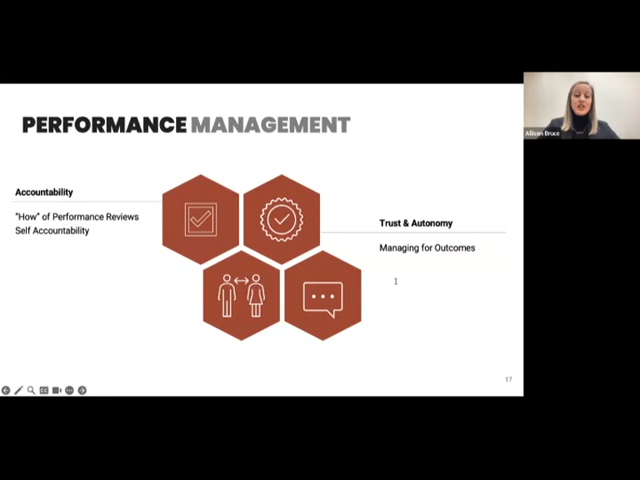 PERFORMANCE MANAGEMENT
Allison Bruce
Accountability
"How" of Performance Reviews
Self Accountability
Trust & Autonomy
Managing for Outcomes
17